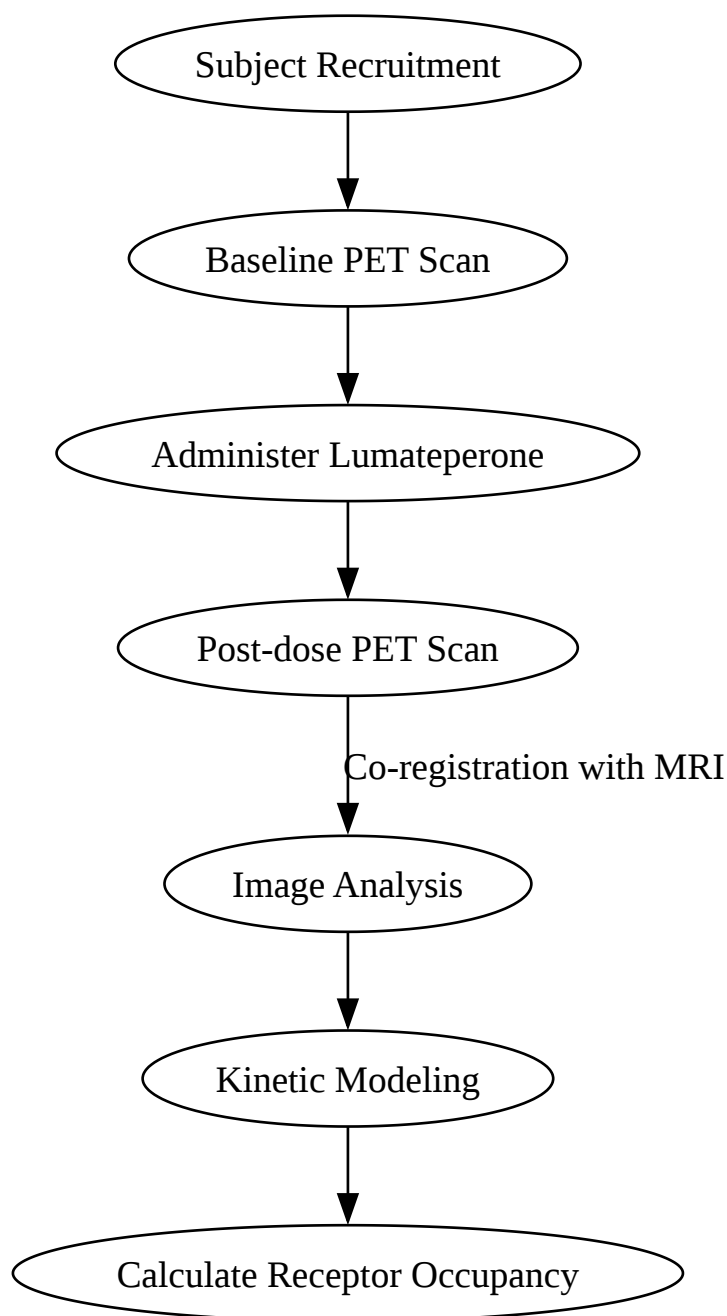 Subject Recruitment
Baseline PET Scan
Administer Lumateperone
Post-dose PET Scan
Co-registration with MRI
Image Analysis
Kinetic Modeling
Calculate Receptor Occupancy